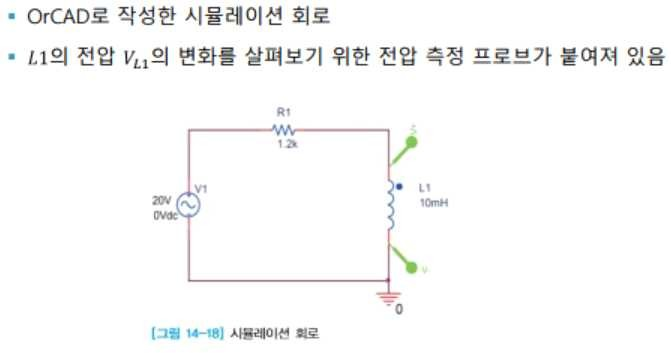 ▪ OrCAD로 작성한 시뮬레이션 회로
▪ L1의 전압 V_L1의 변화를 살펴보기 위한 전압 측정 프로브가 붙여져 있음
R1
1.2k
V1
20V
0Vdc
L1
10mH
V-
0
[그림 14-18] 시뮬레이션 회로